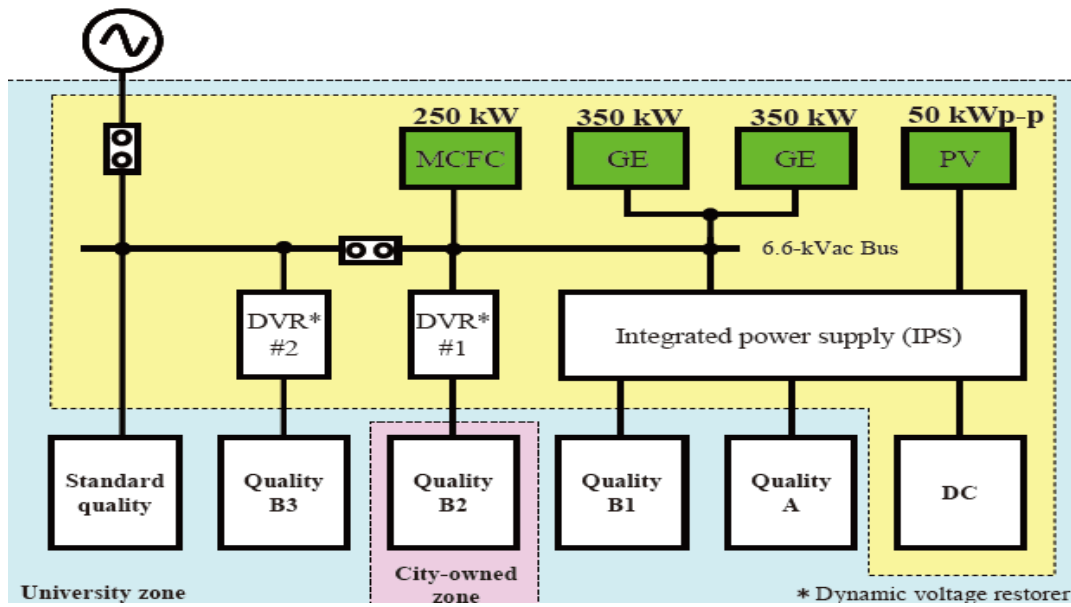 250 kW
350 kW
350 kW
50 kWp-p
MCFC
GE
GE
PV
6.6-kVac Bus
DVR*
#2
DVR*
#1
Integrated power supply (IPS)
Standard
quality
Quality
B3
Quality
B2
Quality
B1
Quality
A
DC
University zone
City-owned
zone
* Dynamic voltage restorer